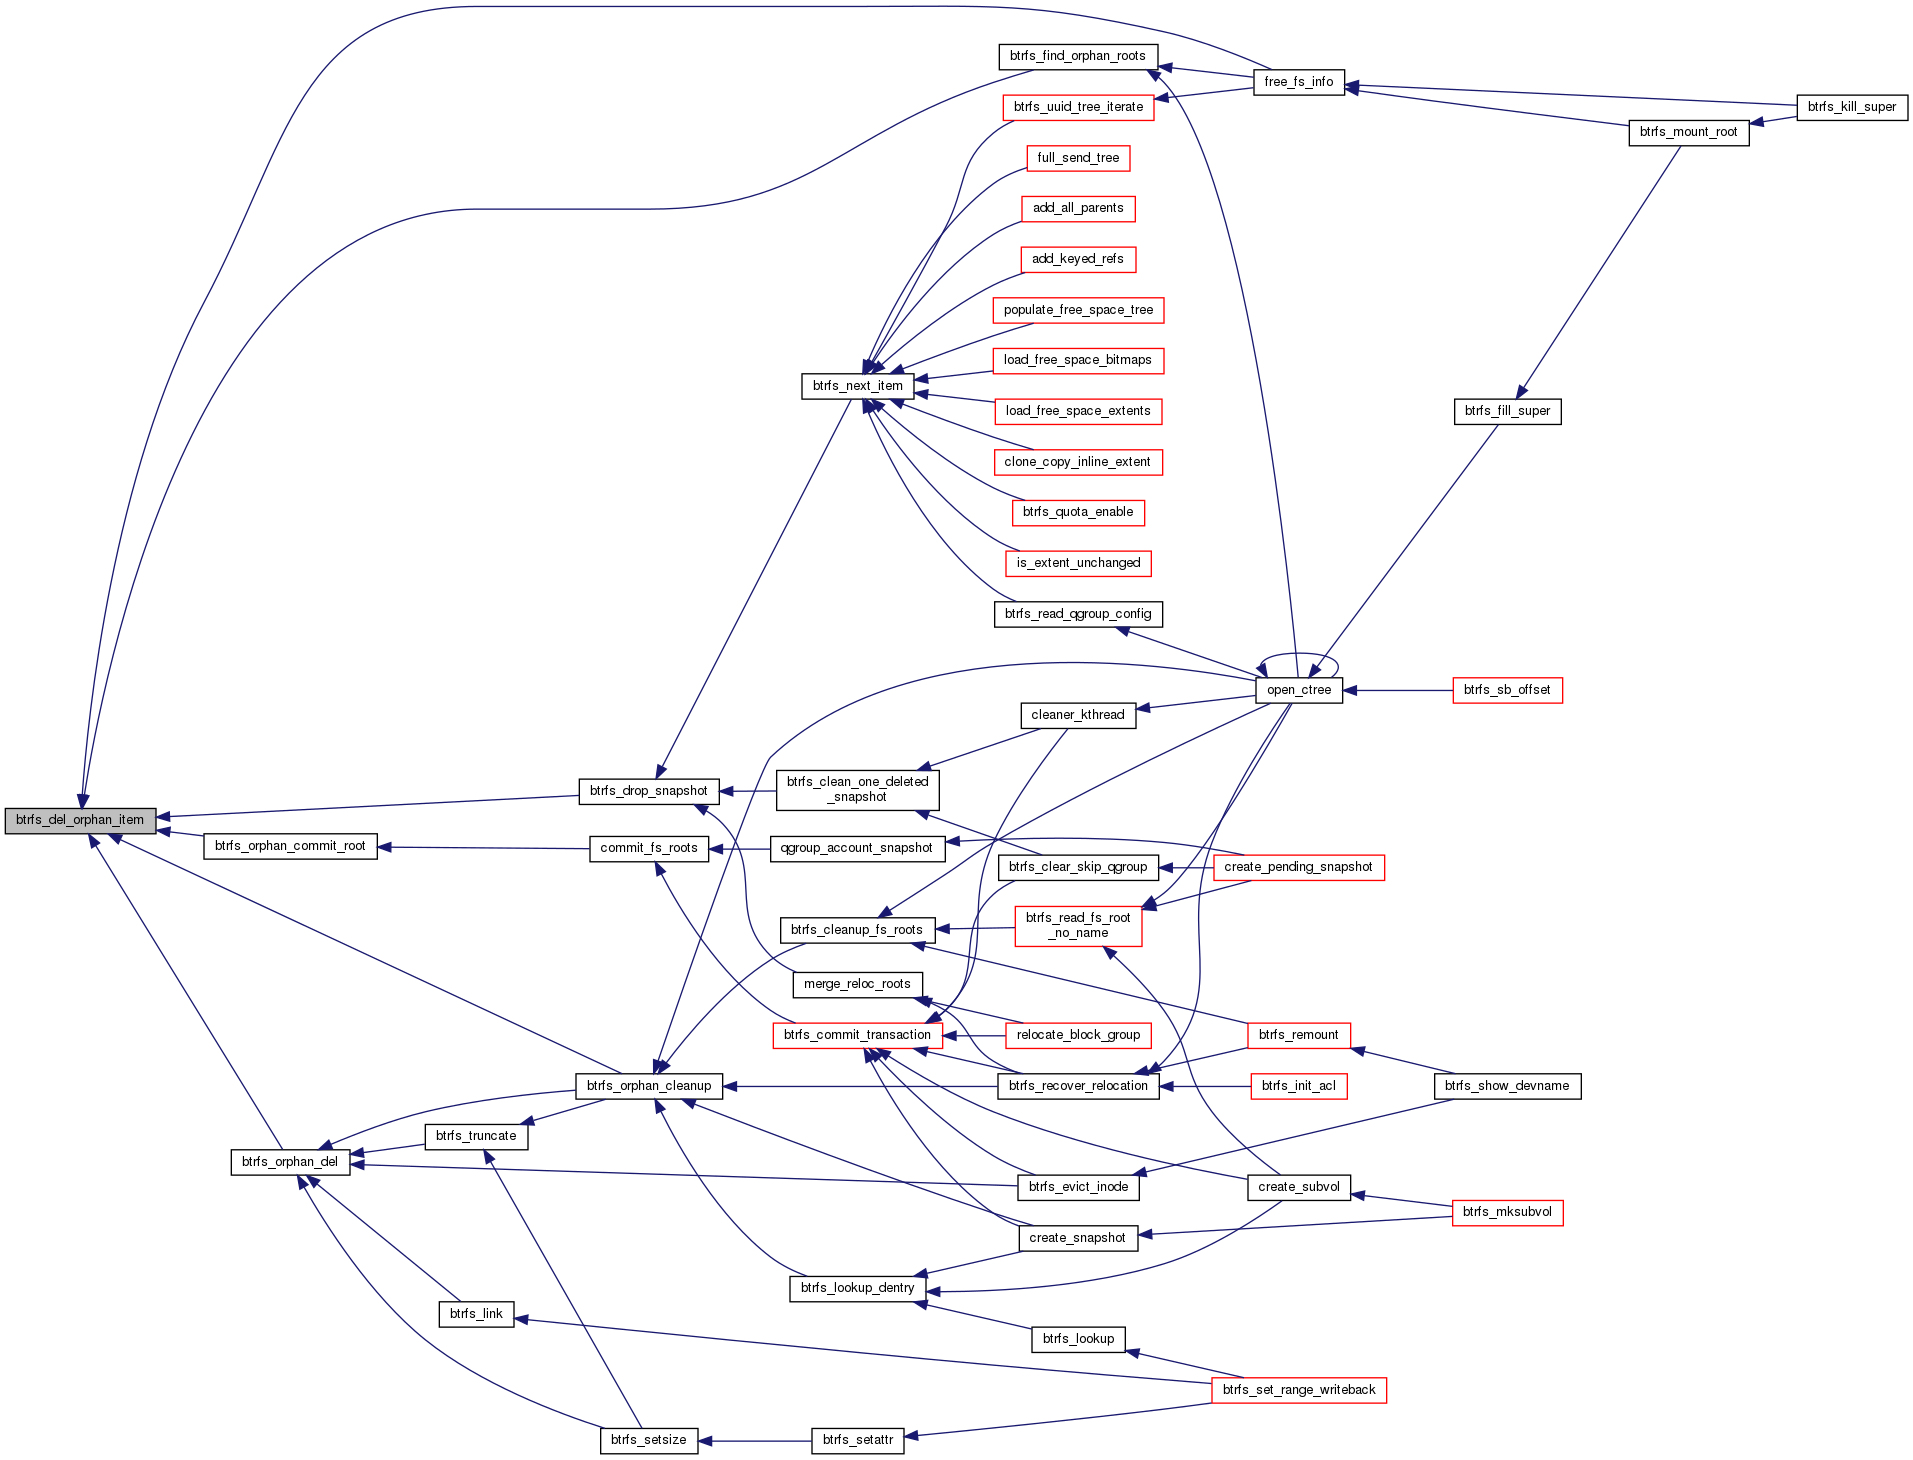 btrfs_find_orphan_roots
free_fs_info
btrfs_uuid_tree_iterate
btrfs_kill_super
btrfs_mount_root
full_send_tree
add_all_parents
add_keyed_refs
populate_free_space_tree
load_free_space_bitmaps
btrfs_next_item
load_free_space_extents
btrfs_fill_super
clone_copy_inline_extent
btrfs_quota_enable
is_extent_unchanged
btrfs_read_qgroup_config
open_ctree
btrfs_sb_offset
cleaner_kthread
btrfs_drop_snapshot
btrfs_clean_one_deleted
_snapshot
btrfs_del_orphan_item
btrfs_orphan_commit_root
commit_fs_roots
qgroup_account_snapshot
btrfs_clear_skip_qgroup
create_pending_snapshot
btrfs_cleanup_fs_roots
btrfs_read_fs_root
_no_name
merge_reloc_roots
btrfs_commit_transaction
relocate_block_group
btrfs_remount
btrfs_orphan_cleanup
btrfs_recover_relocation
btrfs_init_acl
btrfs_show_devname
btrfs_truncate
btrfs_orphan_del
btrfs_evict_inode
create_subvol
btrfs_mksubvol
create_snapshot
btrfs_lookup_dentry
btrfs_link
btrfs_lookup
btrfs_set_range_writeback
btrfs_setsize
btrfs_setattr